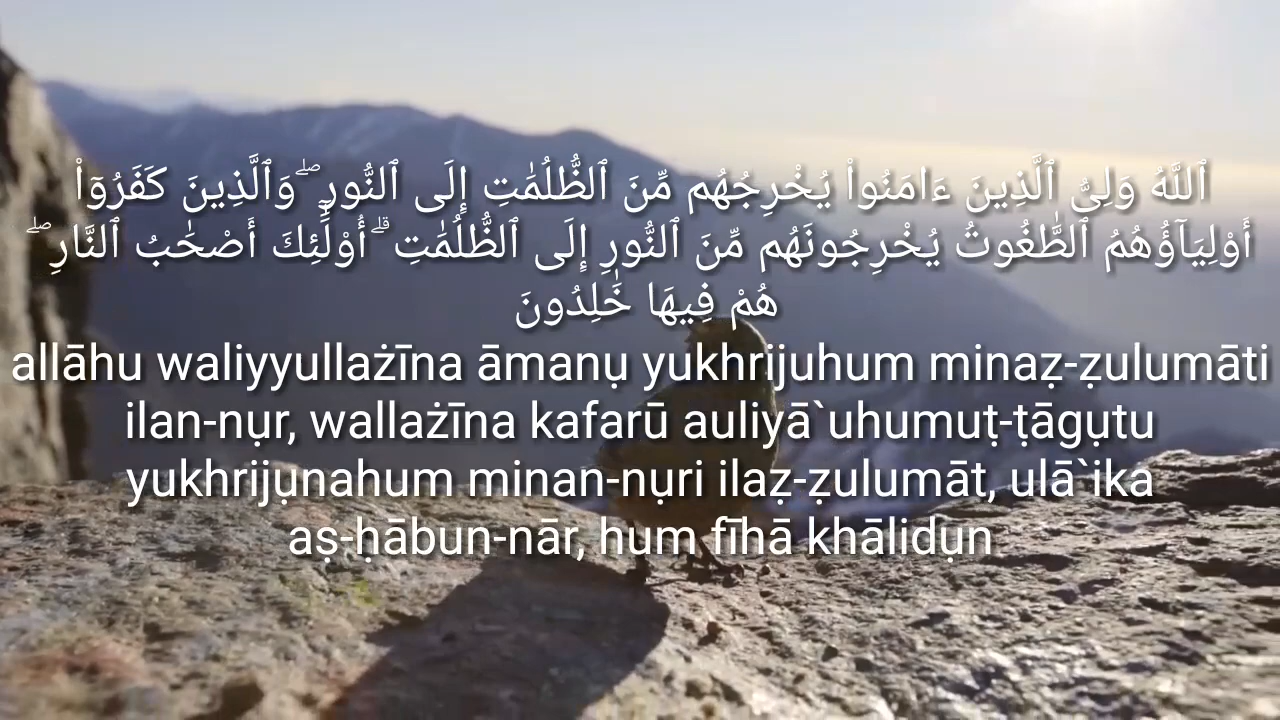 ٱللَّهُ وَلِىُّ ٱلَّذِينَ ءَامَنُوا۟ يُخْرِجُهُم مِّنَ ٱلظُّلُمَٰتِ إِلَى ٱلنُّورِ ۖ وَٱلَّذِينَ كَفَرُوٓا۟
أَوْلِيَآؤُهُمُ ٱلطَّٰغُوتُ يُخْرِجُونَهُم مِّنَ ٱلنُّورِ إِلَى ٱلظُّلُمَٰتِ ۗ أُو۟لَٰٓئِكَ أَصْحَٰبُ ٱلنَّارِ ۖ
هُمْ فِيهَا خَٰلِدُونَ
allāhu waliyyullażīna āmanụ yukhrijuhum minaẓ-ẓulumāti
ilan-nụr, wallażīna kafarū auliyā`uhumuṭ-ṭāgụtu
yukhrijụnahum minan-nụri ilaẓ-ẓulumāt, ulā`ika
aṣ-ḥābun-nār, hum fīhā khālidụn